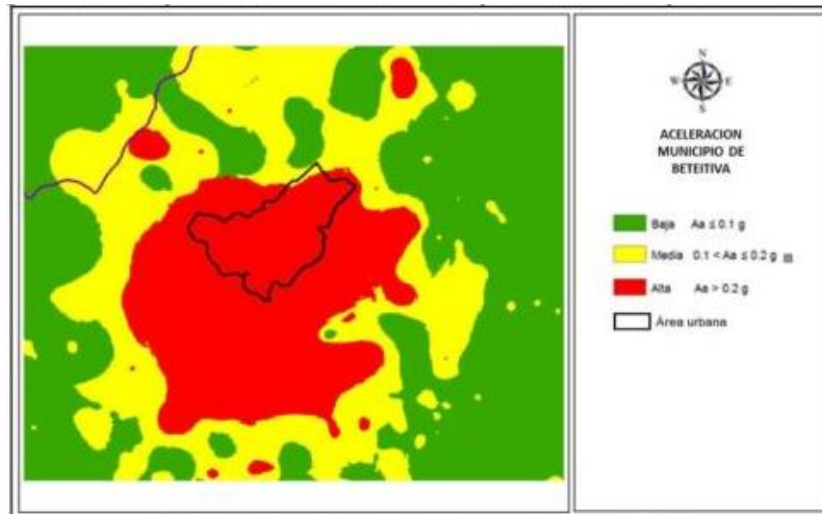 N
W E
S
ACELERACION
MUNICIPIO DE
BETEITIVA
Baja Aa ≤ 0.1 g
Media 0.1 < Aa ≤ 0.2 g
Alta Aa > 0.2 g
Área urbana